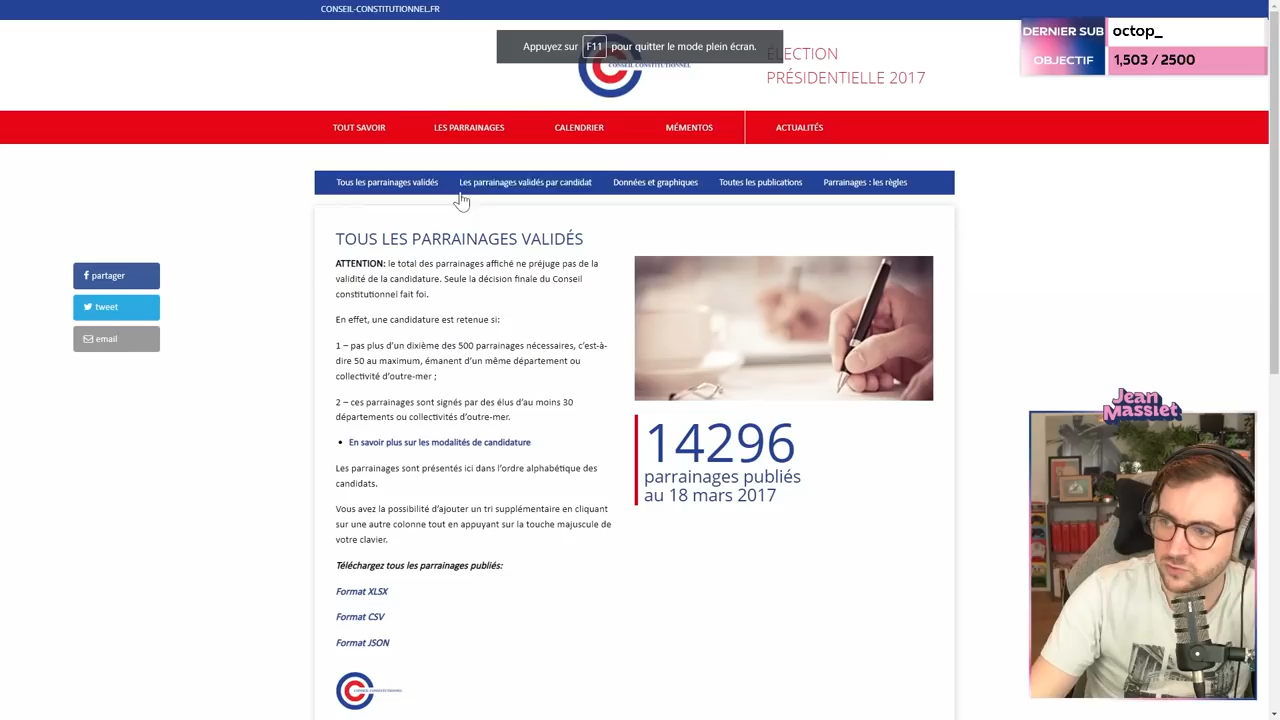 CONSEIL-CONSTITUTIONNEL.FR
DERNIER SUB
octop_
OBJECTIF
1,503 / 2500
Appuyez sur F11 pour quitter le mode plein écran.
CONSEIL CONSTITUTIONNEL
ÉLECTION
PRÉSIDENTIELLE 2017
TOUT SAVOIR
LES PARRAINAGES
CALENDRIER
MÉMENTOS
ACTUALITÉS
Tous les parrainages validés
Les parrainages validés par candidat
Données et graphiques
Toutes les publications
Parrainages : les règles
partager
tweet
email
TOUS LES PARRAINAGES VALIDÉS
ATTENTION: le total des parrainages affiché ne préjuge pas de la
validité de la candidature. Seule la décision finale du Conseil
constitutionnel fait foi.
En effet, une candidature est retenue si:
1 – pas plus d'un dixième des 500 parrainages nécessaires, c'est-à-
dire 50 au maximum, émanent d'un même département ou
collectivité d'outre-mer ;
2 – ces parrainages sont signés par des élus d'au moins 30
départements ou collectivités d'outre-mer.
• En savoir plus sur les modalités de candidature
Les parrainages sont présentés ici dans l'ordre alphabétique des
candidats.
Vous avez la possibilité d'ajouter un tri supplémentaire en cliquant
sur une autre colonne tout en appuyant sur la touche majuscule de
votre clavier.
Téléchargez tous les parrainages publiés:
Format XLSX
Format CSV
Format JSON
CONSEIL CONSTITUTIONNEL
14296
parrainages publiés
au 18 mars 2017
Jean
Massiet